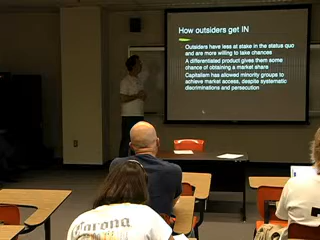 How outsiders get IN
Outsiders have less at stake in the status quo
and are more willing to take chances
A differentiated product gives them some
chance of obtaining a market share
Capitalism has allowed minority groups to
achieve market access, despite systematic
discriminations and persecution
Corona